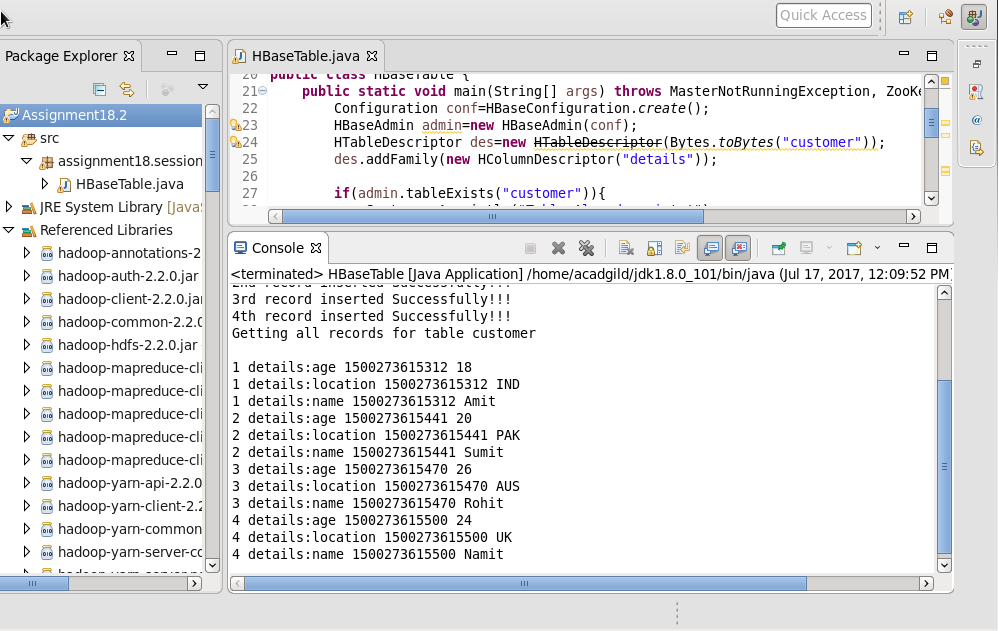 Quick Access
Package Explorer
Assignment18.2
src
assignment18.session
HBaseTable.java
JRE System Library [Java
Referenced Libraries
hadoop-annotations-2
hadoop-auth-2.2.0.jar
hadoop-client-2.2.0.jar
hadoop-common-2.2.0
hadoop-hdfs-2.2.0.jar
hadoop-mapreduce-cli
hadoop-mapreduce-cli
hadoop-mapreduce-cli
hadoop-mapreduce-cli
hadoop-mapreduce-cli
hadoop-yarn-api-2.2.0
hadoop-yarn-client-2.2
hadoop-yarn-common
hadoop-yarn-server-co
HBaseTable.java
20 public class HBaseTable {
21 public static void main(String[] args) throws MasterNotRunningException, ZooKe
22 Configuration conf=HBaseConfiguration.create();
23 HBaseAdmin admin=new HBaseAdmin(conf);
24 HTableDescriptor des=new HTableDescriptor(Bytes.toBytes("customer"));
25 des.addFamily(new HColumnDescriptor("details"));
26
27 if(admin.tableExists("customer")){
Console
<terminated> HBaseTable [Java Application] /home/acadgild/jdk1.8.0_101/bin/java (Jul 17, 2017, 12:09:52 PM)
2nd record inserted Successfully!!!
3rd record inserted Successfully!!!
4th record inserted Successfully!!!
Getting all records for table customer
1 details:age 1500273615312 18
1 details:location 1500273615312 IND
1 details:name 1500273615312 Amit
2 details:age 1500273615441 20
2 details:location 1500273615441 PAK
2 details:name 1500273615441 Sumit
3 details:age 1500273615470 26
3 details:location 1500273615470 AUS
3 details:name 1500273615470 Rohit
4 details:age 1500273615500 24
4 details:location 1500273615500 UK
4 details:name 1500273615500 Namit